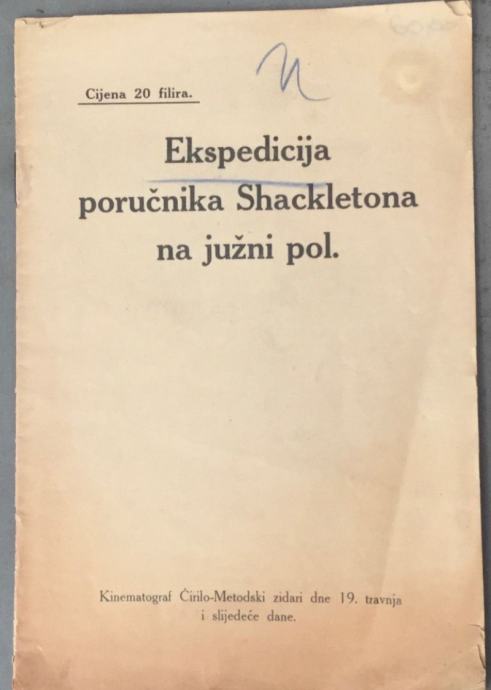 Cijena 20 filira.
Ekspedicija
poručnika Shackletona
na južni pol.
Kinematograf Ćirilo-Metodski zidari dne 19. travnja
i slijedeće dane.